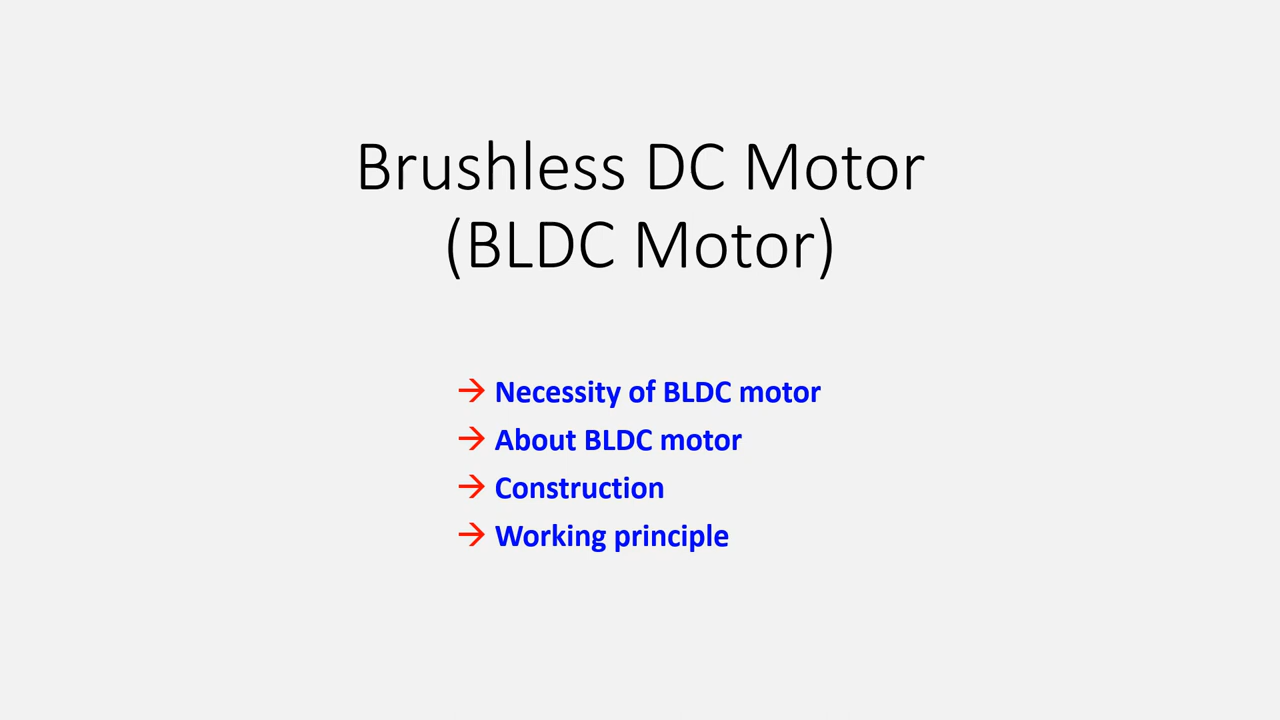 Brushless DC Motor
(BLDC Motor)
→ Necessity of BLDC motor
→ About BLDC motor
→ Construction
→ Working principle